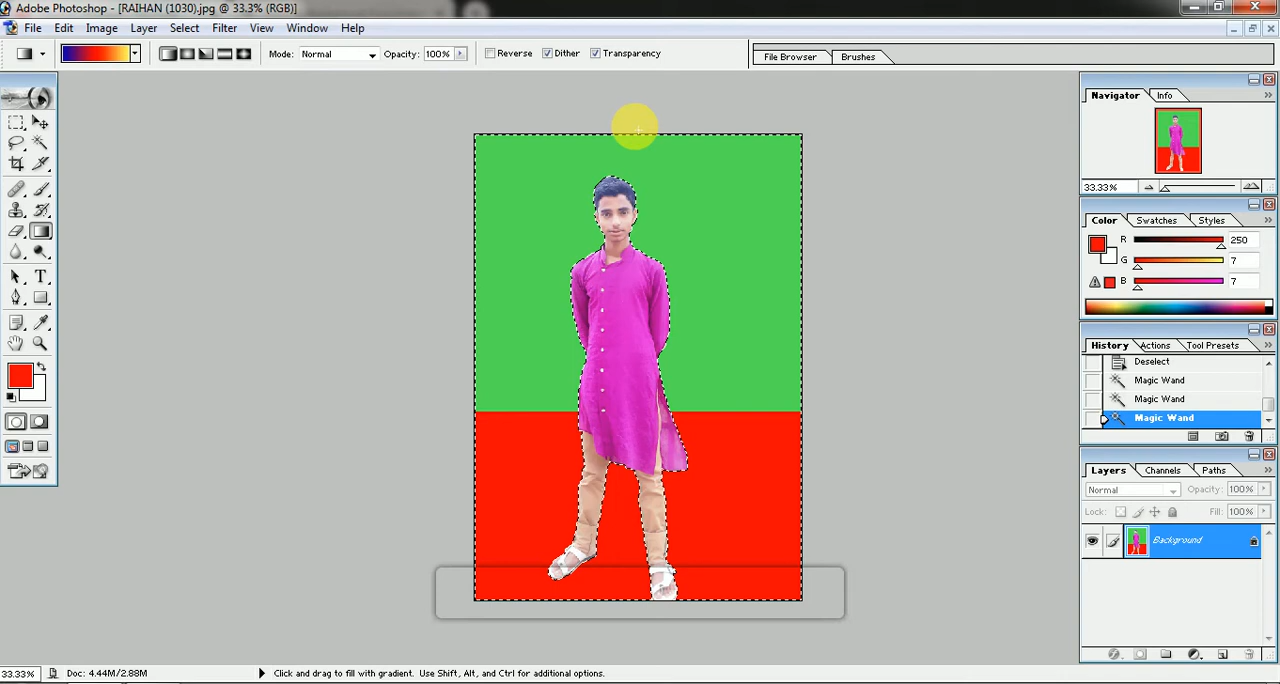 Adobe Photoshop - [RAIHAN (1030).jpg @ 33.3% (RGB)]
File Edit Image Layer Select Filter View Window Help
Mode: Normal Opacity: 100% Reverse Dither Transparency File Browser Brushes
Navigator Info
33.33%
Color Swatches Styles
R 250
G 7
B 7
History Actions Tool Presets
Deselect
Magic Wand
Magic Wand
Magic Wand
Layers Channels Paths
Normal Opacity: 100%
Lock: Fill: 100%
Background
33.33% Doc: 4.44M/2.88M Click and drag to fill with gradient. Use Shift, Alt, and Ctrl for additional options.